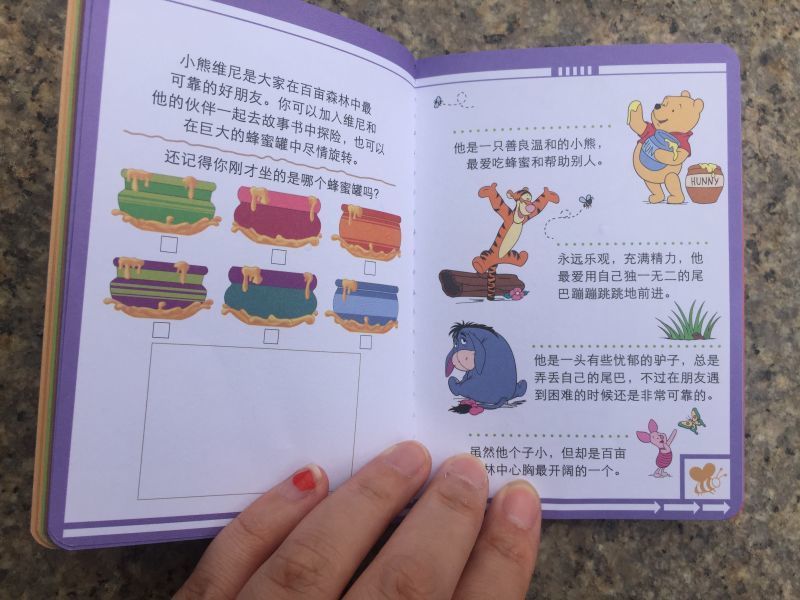 小熊维尼是大家在百亩森林中最
可靠的好朋友。你可以加入维尼和
他的伙伴一起去故事书中探险，也可以
在巨大的蜂蜜罐中尽情旋转。
还记得你刚才坐的是哪个蜂蜜罐吗？
他是一只善良温和的小熊，
最爱吃蜂蜜和帮助别人。
HUNNY
永远乐观，充满精力，他
最爱用自己独一无二的尾
巴蹦蹦跳跳地前进。
他是一头有些忧郁的驴子，总是
弄丢自己的尾巴，不过在朋友遇
到困难的时候还是非常可靠的。
虽然他个子小，但却是百亩
林中心胸最开阔的一个。